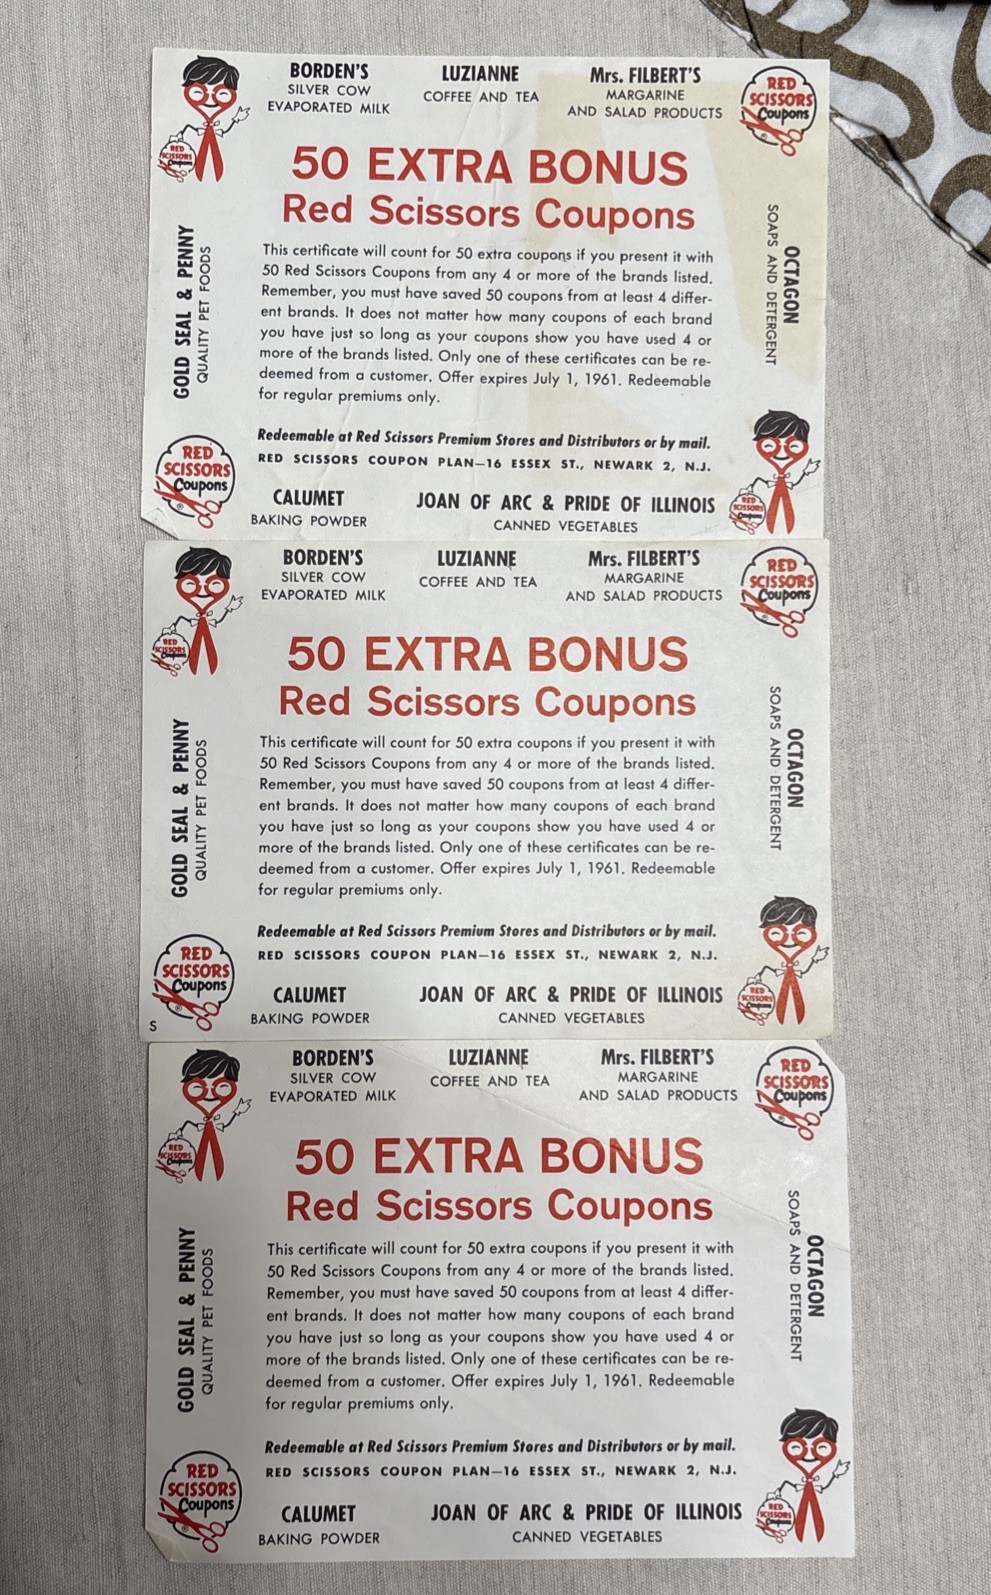 BORDEN'S
SILVER COW
EVAPORATED MILK
LUZIANNE
COFFEE AND TEA
Mrs. FILBERT'S
MARGARINE
AND SALAD PRODUCTS
RED
SCISSORS
Coupons
RED
SCISSORS
Coupons
50 EXTRA BONUS
Red Scissors Coupons
GOLD SEAL & PENNY
QUALITY PET FOODS
This certificate will count for 50 extra coupons if you present it with
50 Red Scissors Coupons from any 4 or more of the brands listed.
Remember, you must have saved 50 coupons from at least 4 differ-
ent brands. It does not matter how many coupons of each brand
you have just so long as your coupons show you have used 4 or
more of the brands listed. Only one of these certificates can be re-
deemed from a customer. Offer expires July 1, 1961. Redeemable
for regular premiums only.
OCTAGON
SOAPS AND DETERGENT
Redeemable at Red Scissors Premium Stores and Distributors or by mail.
RED SCISSORS COUPON PLAN—16 ESSEX ST., NEWARK 2, N.J.
RED
SCISSORS
Coupons
®
CALUMET
BAKING POWDER
JOAN OF ARC & PRIDE OF ILLINOIS
CANNED VEGETABLES
RED
SCISSORS
Coupons
BORDEN'S
SILVER COW
EVAPORATED MILK
LUZIANNE
COFFEE AND TEA
Mrs. FILBERT'S
MARGARINE
AND SALAD PRODUCTS
RED
SCISSORS
Coupons
RED
SCISSORS
Coupons
50 EXTRA BONUS
Red Scissors Coupons
GOLD SEAL & PENNY
QUALITY PET FOODS
This certificate will count for 50 extra coupons if you present it with
50 Red Scissors Coupons from any 4 or more of the brands listed.
Remember, you must have saved 50 coupons from at least 4 differ-
ent brands. It does not matter how many coupons of each brand
you have just so long as your coupons show you have used 4 or
more of the brands listed. Only one of these certificates can be re-
deemed from a customer. Offer expires July 1, 1961. Redeemable
for regular premiums only.
OCTAGON
SOAPS AND DETERGENT
Redeemable at Red Scissors Premium Stores and Distributors or by mail.
RED SCISSORS COUPON PLAN—16 ESSEX ST., NEWARK 2, N.J.
RED
SCISSORS
Coupons
®
S
CALUMET
BAKING POWDER
JOAN OF ARC & PRIDE OF ILLINOIS
CANNED VEGETABLES
RED
SCISSORS
Coupons
BORDEN'S
SILVER COW
EVAPORATED MILK
LUZIANNE
COFFEE AND TEA
Mrs. FILBERT'S
MARGARINE
AND SALAD PRODUCTS
RED
SCISSORS
Coupons
RED
SCISSORS
Coupons
50 EXTRA BONUS
Red Scissors Coupons
GOLD SEAL & PENNY
QUALITY PET FOODS
This certificate will count for 50 extra coupons if you present it with
50 Red Scissors Coupons from any 4 or more of the brands listed.
Remember, you must have saved 50 coupons from at least 4 differ-
ent brands. It does not matter how many coupons of each brand
you have just so long as your coupons show you have used 4 or
more of the brands listed. Only one of these certificates can be re-
deemed from a customer. Offer expires July 1, 1961. Redeemable
for regular premiums only.
OCTAGON
SOAPS AND DETERGENT
Redeemable at Red Scissors Premium Stores and Distributors or by mail.
RED SCISSORS COUPON PLAN—16 ESSEX ST., NEWARK 2, N.J.
RED
SCISSORS
Coupons
®
CALUMET
BAKING POWDER
JOAN OF ARC & PRIDE OF ILLINOIS
CANNED VEGETABLES
RED
SCISSORS
Coupons